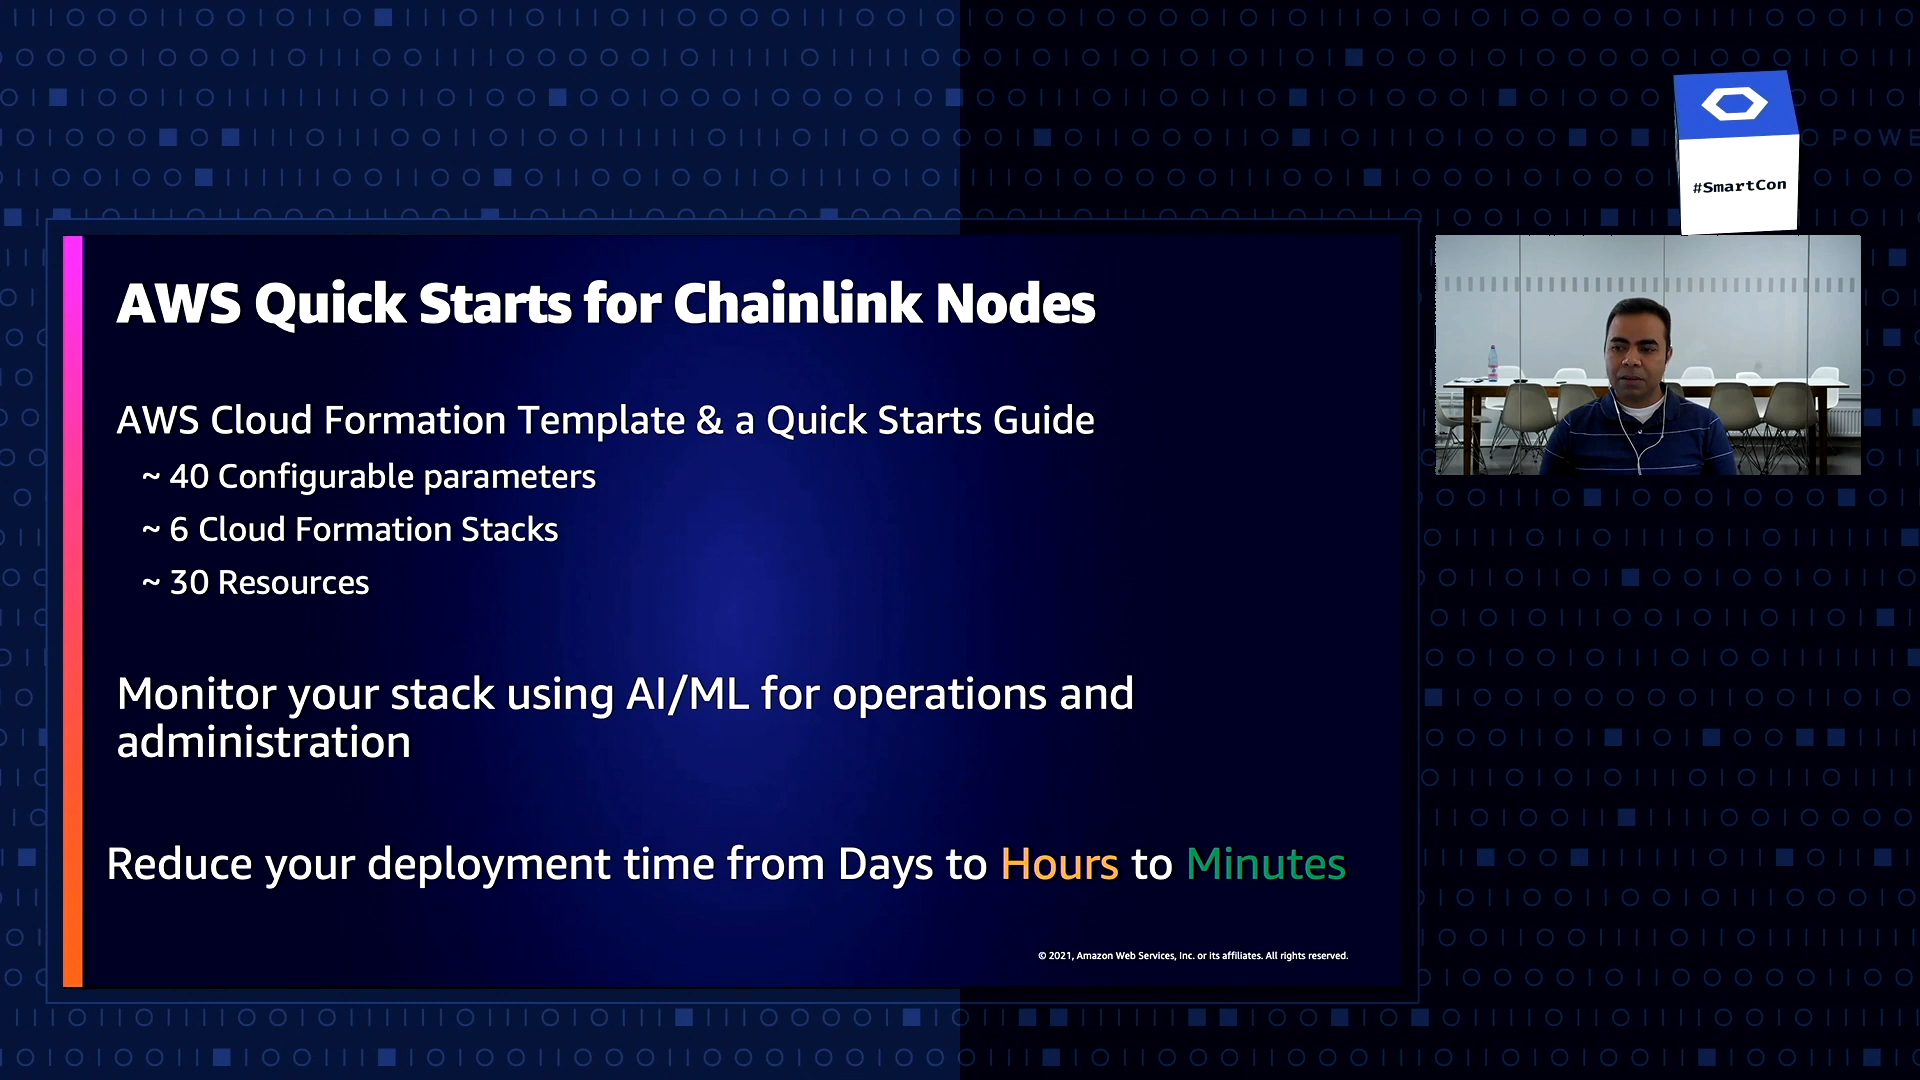 POWE
#SmartCon
AWS Quick Starts for Chainlink Nodes
AWS Cloud Formation Template & a Quick Starts Guide
~ 40 Configurable parameters
~ 6 Cloud Formation Stacks
~ 30 Resources
Monitor your stack using AI/ML for operations and
administration
Reduce your deployment time from Days to Hours to Minutes
© 2021, Amazon Web Services, Inc. or its affiliates. All rights reserved.